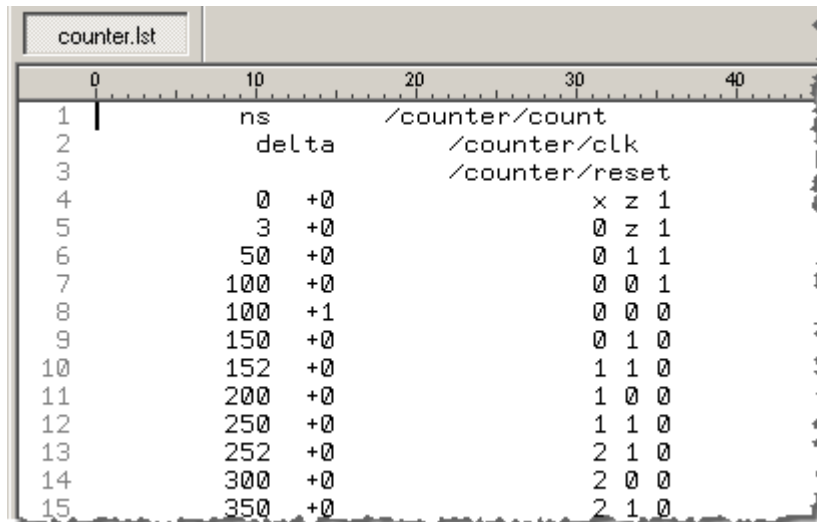 counter.lst
0 10 20 30 40
1 ns /counter/count
2 delta /counter/clk
3 /counter/reset
4 0 +0 x z 1
5 3 +0 0 z 1
6 50 +0 0 1 1
7 100 +0 0 0 1
8 100 +1 0 0 0
9 150 +0 0 1 0
10 152 +0 1 1 0
11 200 +0 1 0 0
12 250 +0 1 1 0
13 252 +0 2 1 0
14 300 +0 2 0 0
15 350 +0 2 1 0